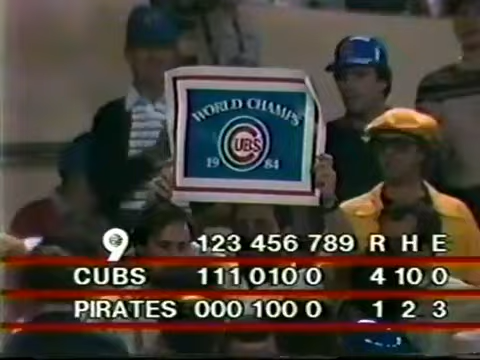 WORLD CHAMPS
CUBS
19 84
9 123 456 789 R H E
CUBS 111 010 0 4 10 0
PIRATES 000 100 0 1 2 3